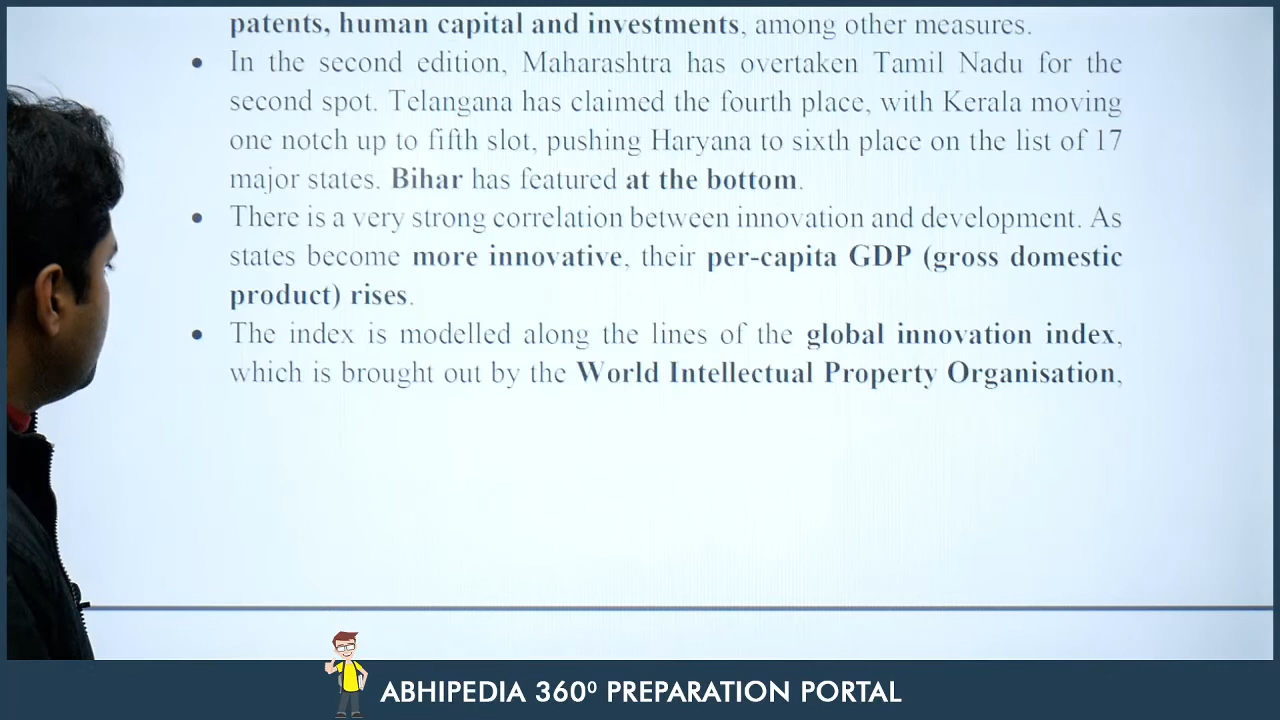 patents, human capital and investments, among other measures.
• In the second edition, Maharashtra has overtaken Tamil Nadu for the
second spot. Telangana has claimed the fourth place, with Kerala moving
one notch up to fifth slot, pushing Haryana to sixth place on the list of 17
major states. Bihar has featured at the bottom.
• There is a very strong correlation between innovation and development. As
states become more innovative, their per-capita GDP (gross domestic
product) rises.
• The index is modelled along the lines of the global innovation index,
which is brought out by the World Intellectual Property Organisation,
ABHIPEDIA 360⁰ PREPARATION PORTAL